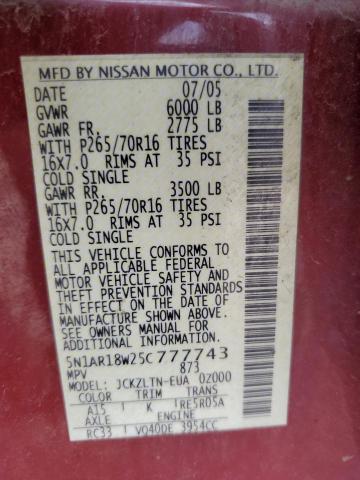 MFD BY NISSAN MOTOR CO., LTD.
DATE 07/05
GVWR 6000 LB
GAWR FR. 2775 LB
WITH P265/70R16 TIRES
16X7.0 RIMS AT 35 PSI
COLD SINGLE
GAWR RR. 3500 LB
WITH P265/70R16 TIRES
16X7.0 RIMS AT 35 PSI
COLD SINGLE
THIS VEHICLE CONFORMS TO
ALL APPLICABLE FEDERAL
MOTOR VEHICLE SAFETY AND
THEFT PREVENTION STANDARDS
IN EFFECT ON THE DATE OF
MANUFACTURE SHOWN ABOVE.
SEE OWNERS MANUAL FOR
ADDITIONAL INFORMATION.
5N1AR18W25C777743
MPV 873
MODEL: JCKZLTN-EUA 0Z000
COLOR TRIM TRANS
A15 K RE5R05A
AXLE ENGINE
RC33 VQ40DE 3954CC